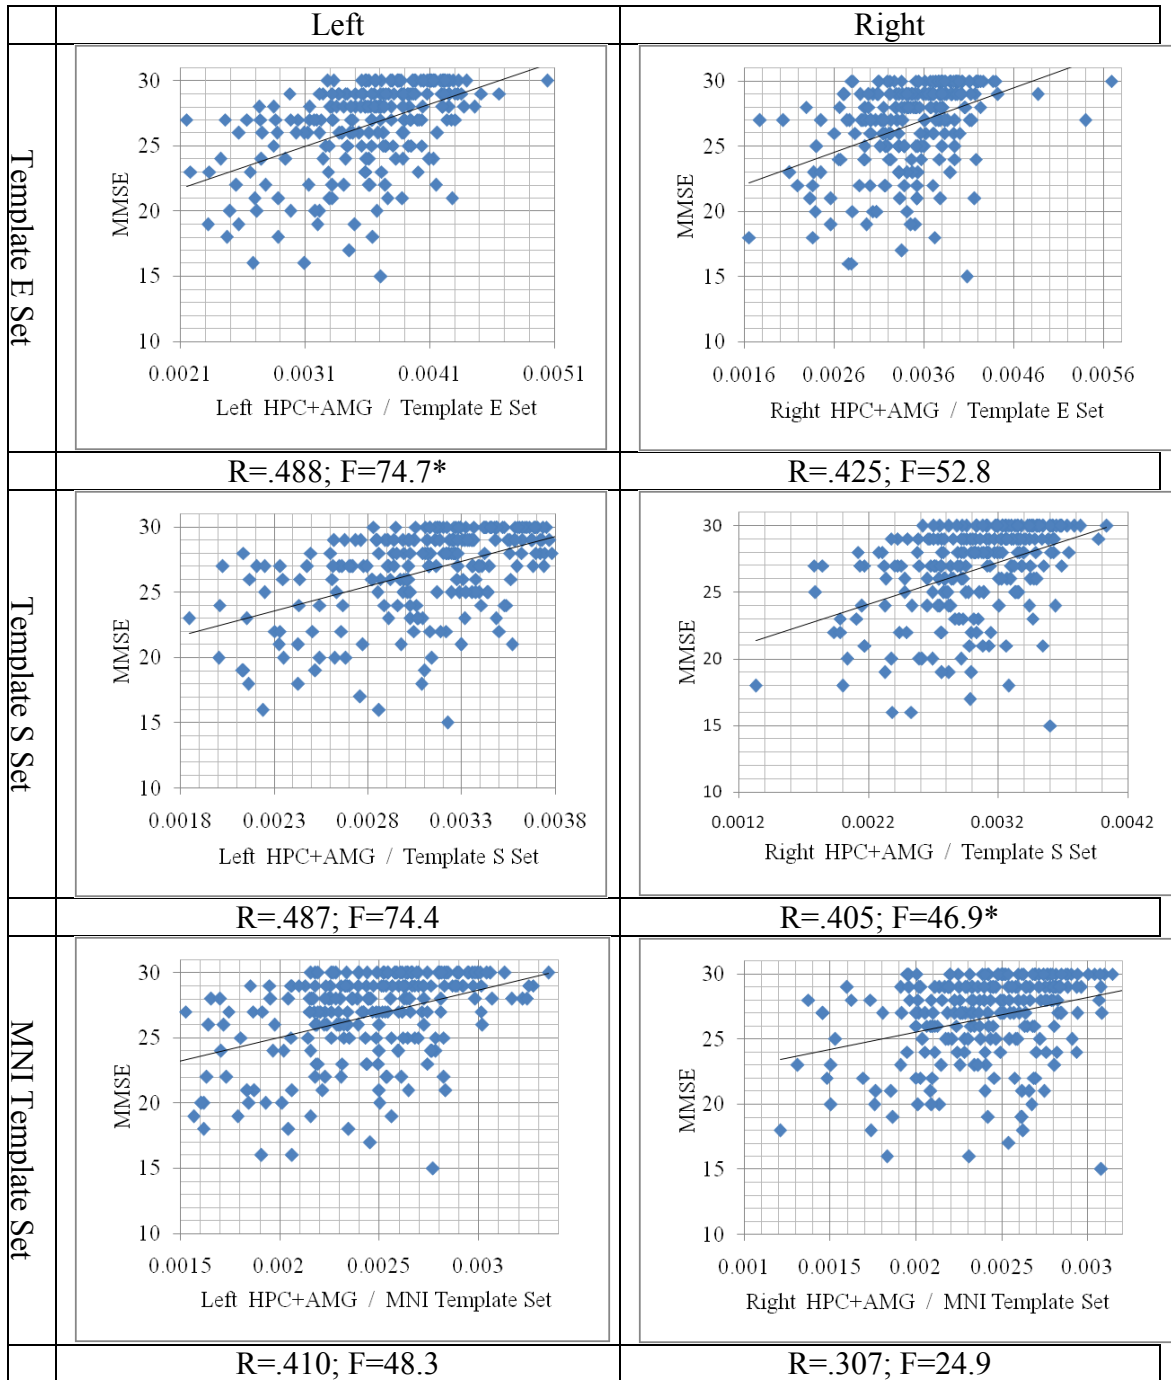 Left
Right
Template E Set
30
25
20
15
10
MMSE
0.0021 0.0031 0.0041 0.0051
Left HPC+AMG / Template E Set
30
25
20
15
10
MMSE
0.0016 0.0026 0.0036 0.0046 0.0056
Right HPC+AMG / Template E Set
R=.488; F=74.7*
R=.425; F=52.8
Template S Set
30
25
20
15
10
MMSE
0.0018 0.0023 0.0028 0.0033 0.0038
Left HPC+AMG / Template S Set
30
25
20
15
10
MMSE
0.0012 0.0022 0.0032 0.0042
Right HPC+AMG / Template S Set
R=.487; F=74.4
R=.405; F=46.9*
MNI Template Set
30
25
20
15
10
MMSE
0.0015 0.002 0.0025 0.003
Left HPC+AMG / MNI Template Set
30
25
20
15
10
MMSE
0.001 0.0015 0.002 0.0025 0.003
Right HPC+AMG / MNI Template Set
R=.410; F=48.3
R=.307; F=24.9